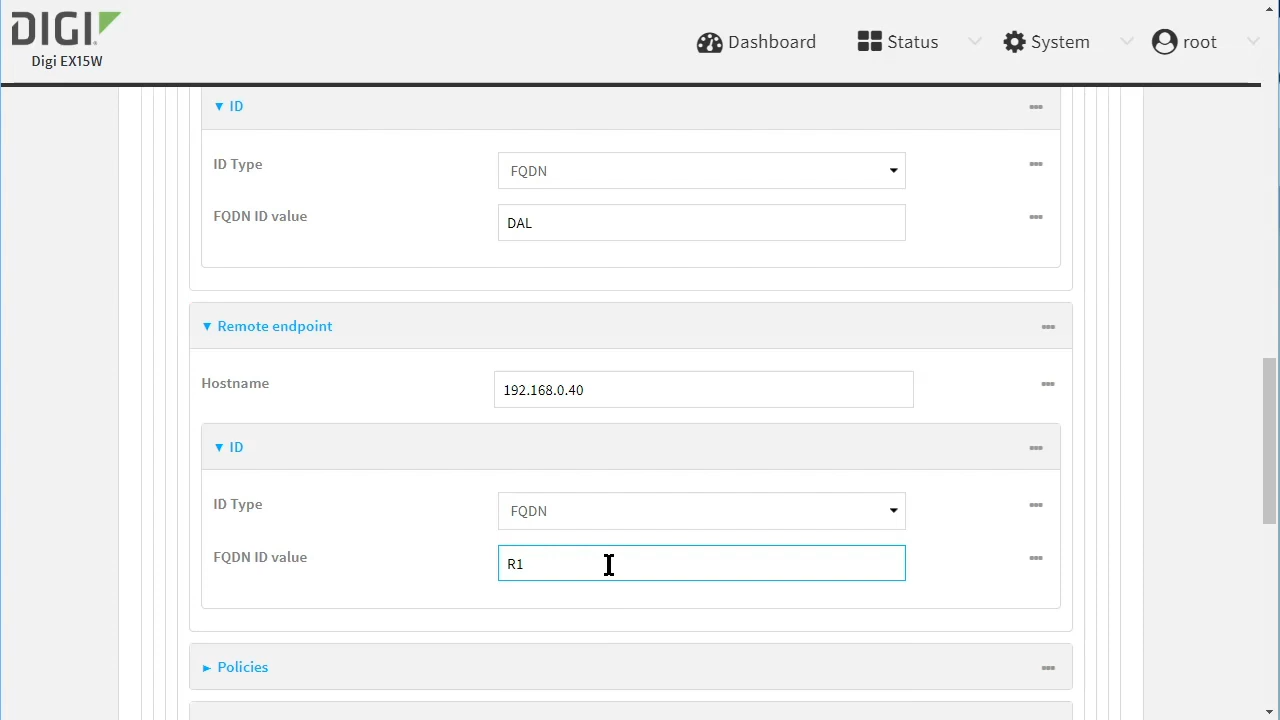 DIGI
Digi EX15W
Dashboard
Status
System
root
ID
ID Type
FQDN
FQDN ID value
DAL
Remote endpoint
Hostname
192.168.0.40
ID
ID Type
FQDN
FQDN ID value
R1
Policies